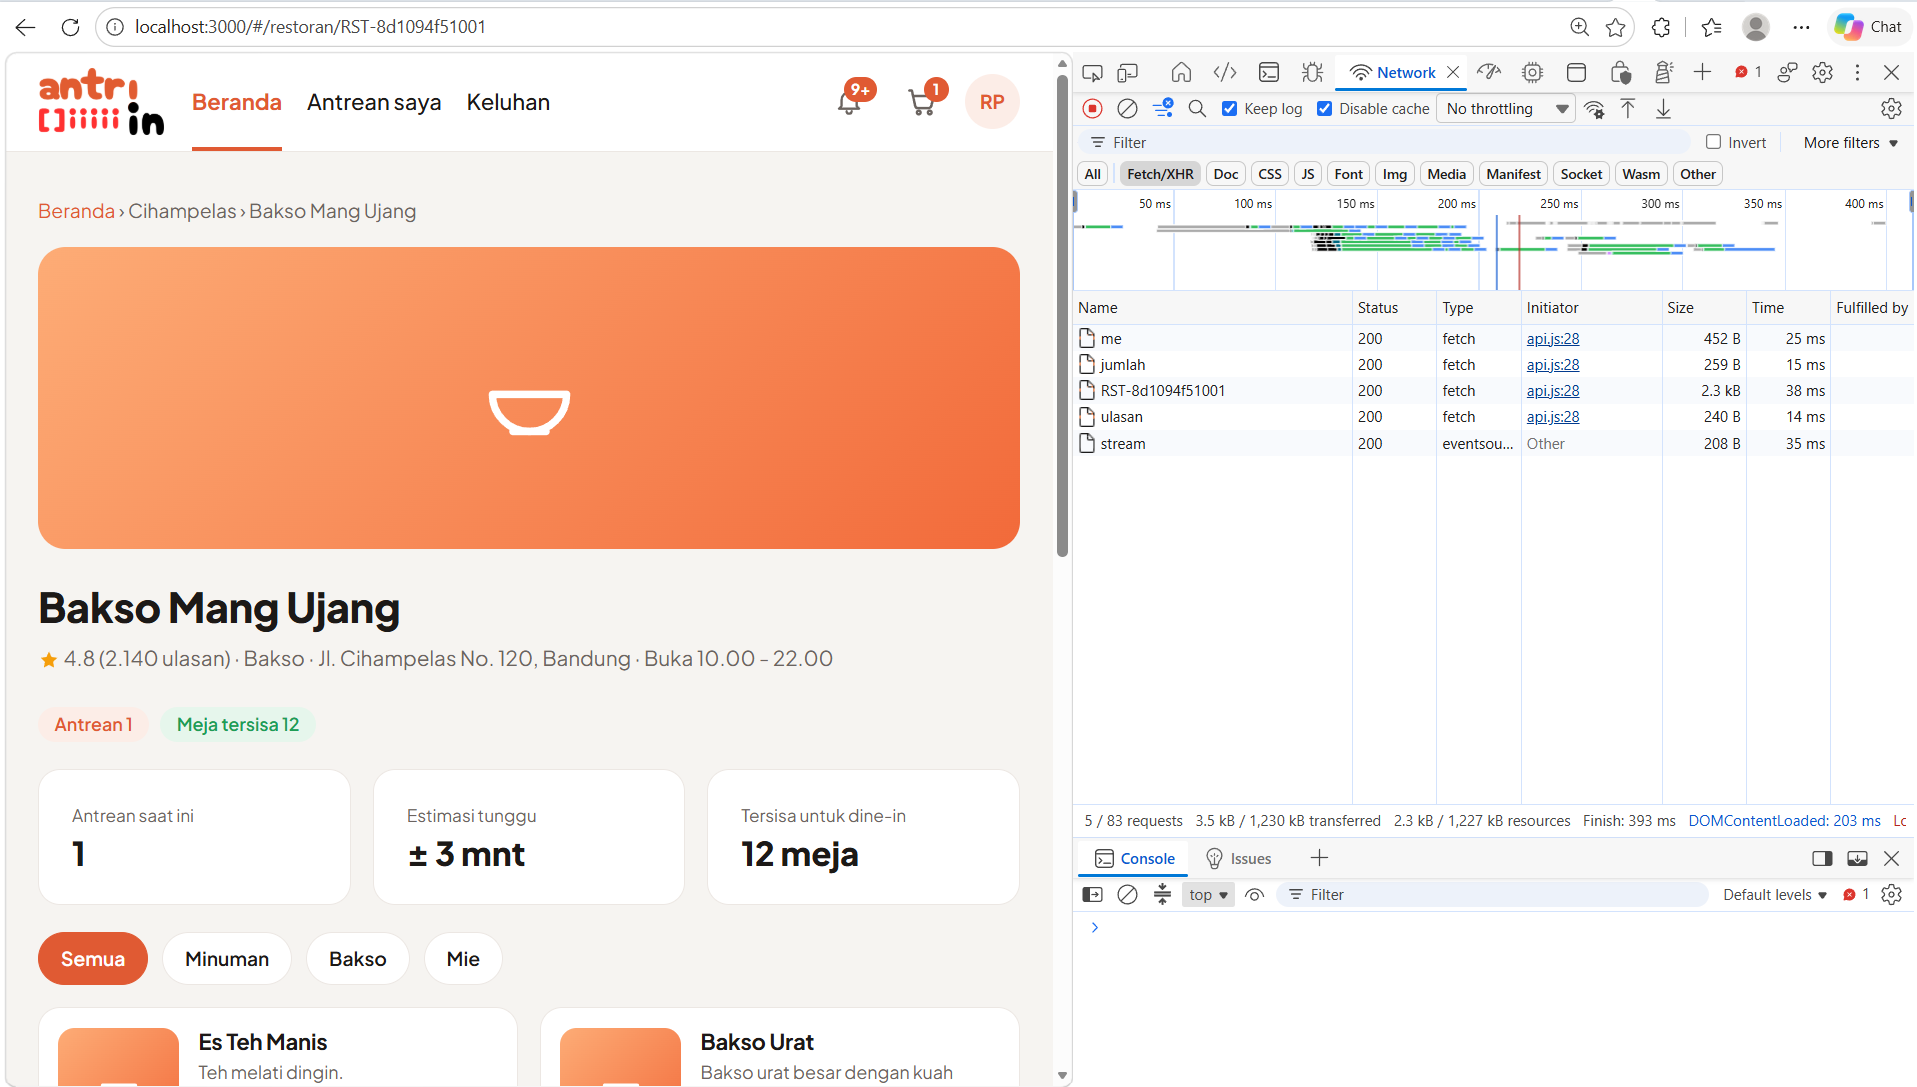 localhost:3000/#/restoran/RST-8d1094f51001
Chat
antri
[]iiiiii in
Beranda
Antrean saya
Keluhan
9+
1
RP
Beranda › Cihampelas › Bakso Mang Ujang
Bakso Mang Ujang
4.8 (2.140 ulasan) · Bakso · Jl. Cihampelas No. 120, Bandung · Buka 10.00 - 22.00
Antrean 1
Meja tersisa 12
Antrean saat ini
1
Estimasi tunggu
± 3 mnt
Tersisa untuk dine-in
12 meja
Semua
Minuman
Bakso
Mie
Es Teh Manis
Teh melati dingin.
Bakso Urat
Bakso urat besar dengan kuah
Network
1
Keep log
Disable cache
No throttling
Filter
Invert
More filters
All
Fetch/XHR
Doc
CSS
JS
Font
Img
Media
Manifest
Socket
Wasm
Other
50 ms
100 ms
150 ms
200 ms
250 ms
300 ms
350 ms
400 ms
Name Status Type Initiator Size Time Fulfilled by
me 200 fetch api.js:28 452 B 25 ms
jumlah 200 fetch api.js:28 259 B 15 ms
RST-8d1094f51001 200 fetch api.js:28 2.3 kB 38 ms
ulasan 200 fetch api.js:28 240 B 14 ms
stream 200 eventsou... Other 208 B 35 ms
5 / 83 requests 3.5 kB / 1,230 kB transferred 2.3 kB / 1,227 kB resources Finish: 393 ms DOMContentLoaded: 203 ms Lo
Console
Issues
top
Filter
Default levels
1